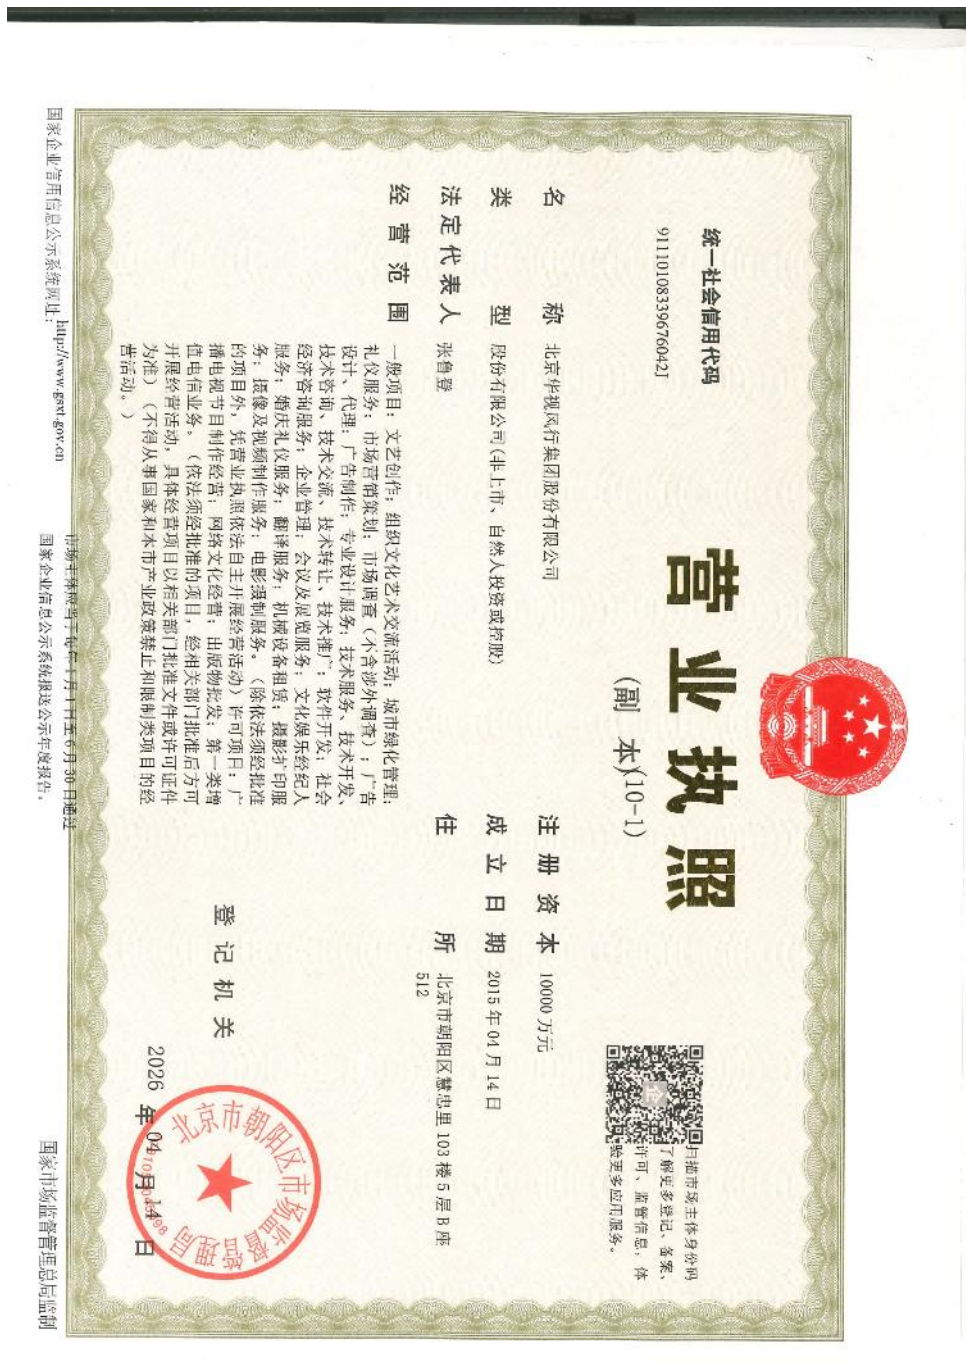 统一社会信用代码
91110108339676042J
营业执照
(副 本)(10-1)
扫描市场主体身份码
了解更多登记、备案、
许可、监管信息，体
验更多应用服务。
名称 北京华视风行集团股份有限公司
类型 股份有限公司(非上市、自然人投资或控股)
法定代表人 张鲁登
经营范围 一般项目：文艺创作；组织文化艺术交流活动；城市绿化管理；
礼仪服务；市场营销策划；市场调查（不含涉外调查）；广告
设计、代理；广告制作；专业设计服务；技术服务、技术开发、
技术咨询、技术交流、技术转让、技术推广；软件开发；社会
经济咨询服务；企业管理；会议及展览服务；文化娱乐经纪人
服务；婚庆礼仪服务；翻译服务；机械设备租赁；摄影扩印服
务；摄像及视频制作服务；电影摄制服务。（除依法须经批准
的项目外，凭营业执照依法自主开展经营活动）许可项目：广
播电视节目制作经营；网络文化经营；出版物批发；第一类增
值电信业务。（依法须经批准的项目，经相关部门批准后方可
开展经营活动，具体经营项目以相关部门批准文件或许可证件
为准）（不得从事国家和本市产业政策禁止和限制类项目的经
营活动。）
注册资本 10000万元
成立日期 2015年04月14日
住所 北京市朝阳区慧忠里103楼5层B座
512
登记机关
北京市朝阳区市场监督管理局
2026年04月14日
国家企业信用信息公示系统网址：http://www.gsxt.gov.cn
市场主体应当于每年1月1日至6月30日通过
国家企业信用信息公示系统报送公示年度报告。
国家市场监督管理总局监制